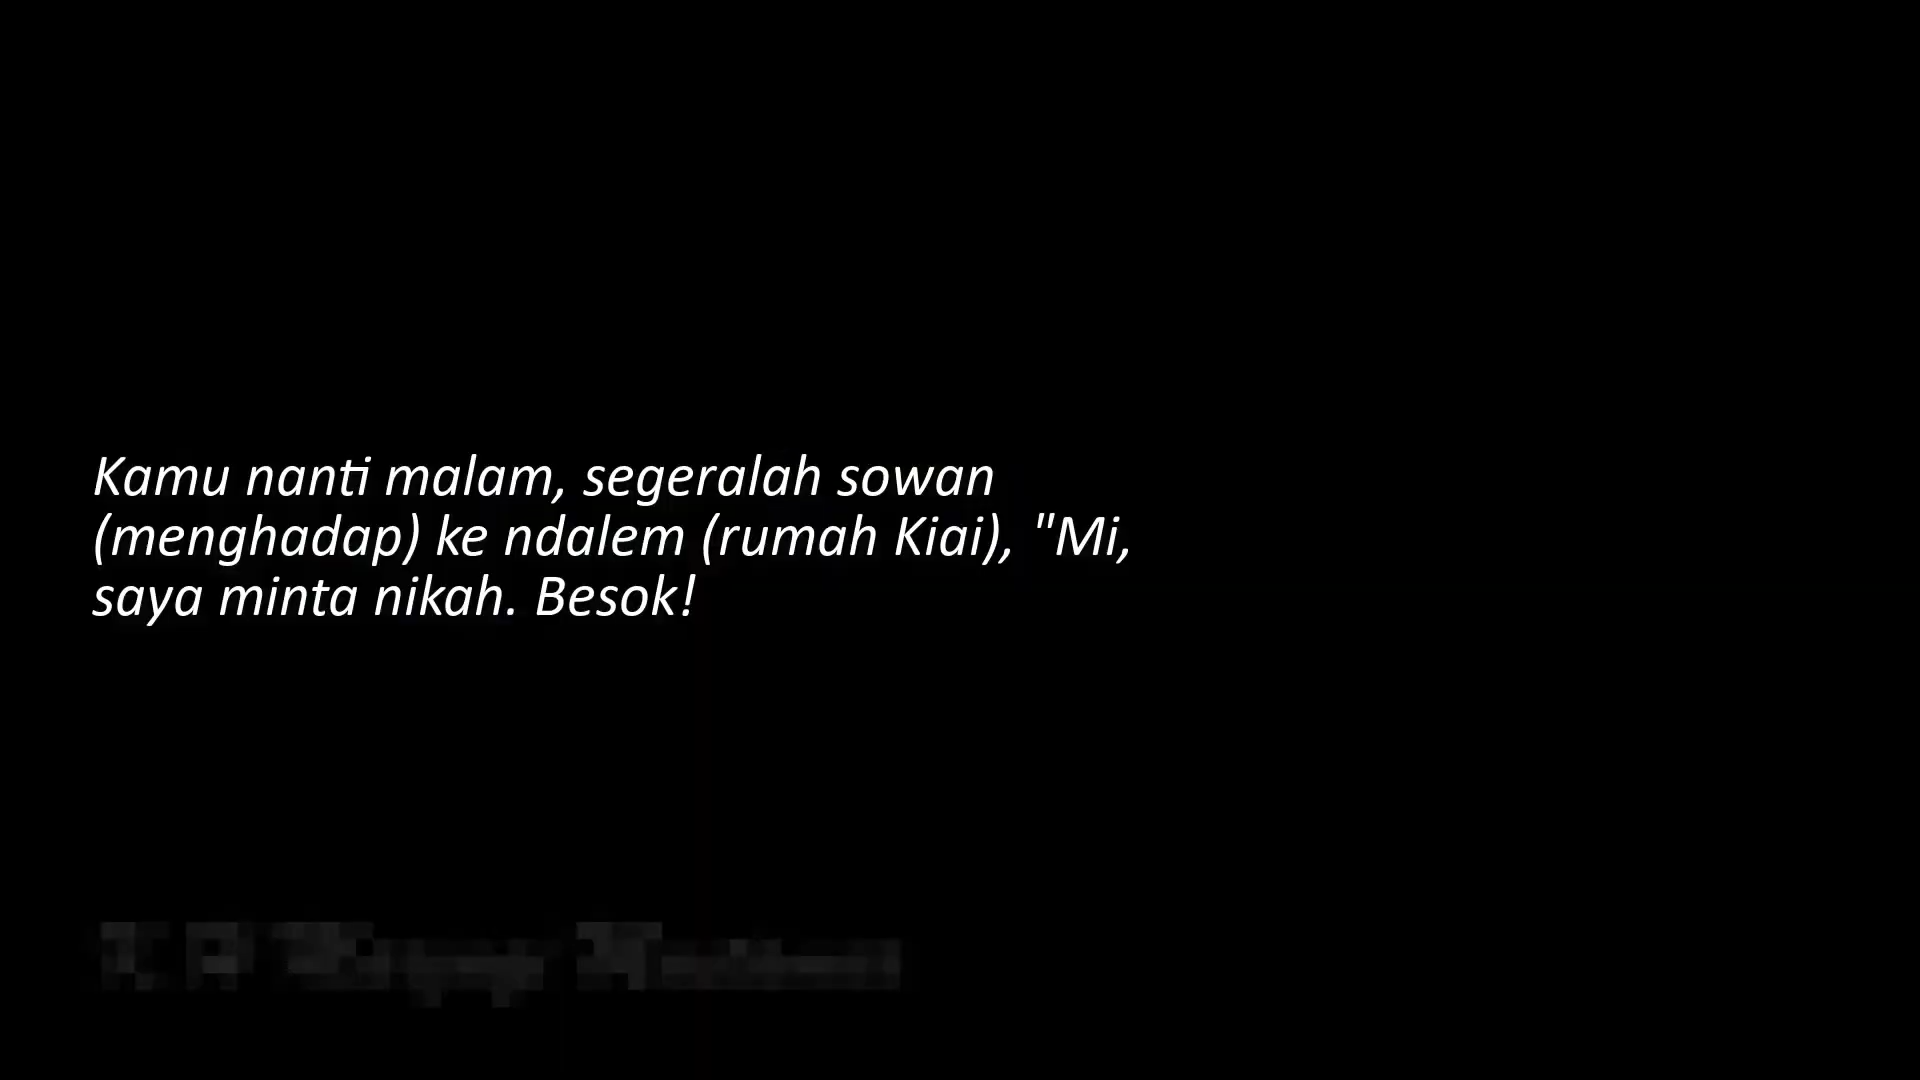 Kamu nanti malam, segeralah sowan
(menghadap) ke ndalem (rumah Kiai), "Mi,
saya minta nikah. Besok!